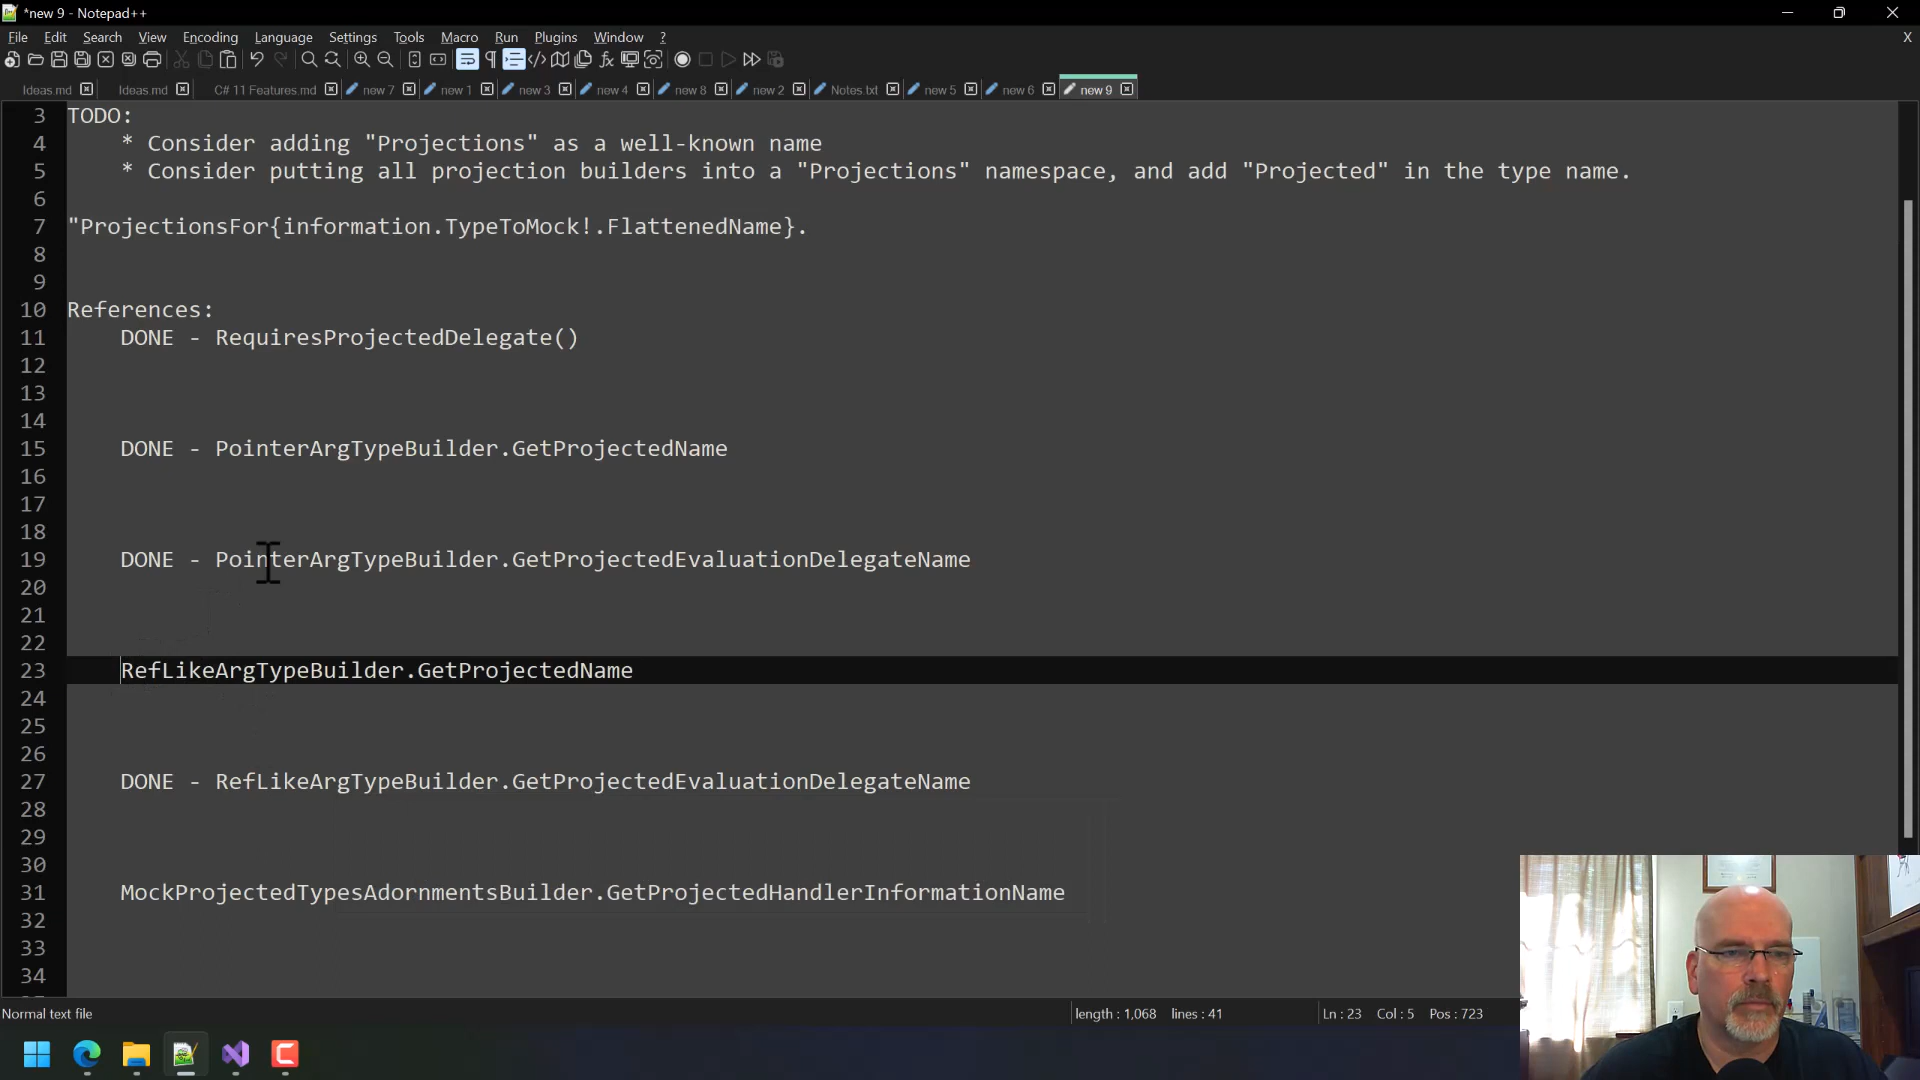 *new 9 - Notepad++
File Edit Search View Encoding Language Settings Tools Macro Run Plugins Window ? X
Ideas md Ideas md C# 11 Features.md new 7 new 1 new 3 new 4 new 8 new 2 Notes.txt new 5 new 6 new 9
3 TODO:
4 * Consider adding "Projections" as a well-known name
5 * Consider putting all projection builders into a "Projections" namespace, and add "Projected" in the type name.
6
7 "ProjectionsFor{information.TypeToMock!.FlattenedName}.
8
9
10 References:
11 DONE - RequiresProjectedDelegate()
12
13
14
15 DONE - PointerArgTypeBuilder.GetProjectedName
16
17
18
19 DONE - PointerArgTypeBuilder.GetProjectedEvaluationDelegateName
20
21
22
23 RefLikeArgTypeBuilder.GetProjectedName
24
25
26
27 DONE - RefLikeArgTypeBuilder.GetProjectedEvaluationDelegateName
28
29
30
31 MockProjectedTypesAdornmentsBuilder.GetProjectedHandlerInformationName
32
33
34
Normal text file length : 1,068 lines : 41 Ln : 23 Col : 5 Pos : 723